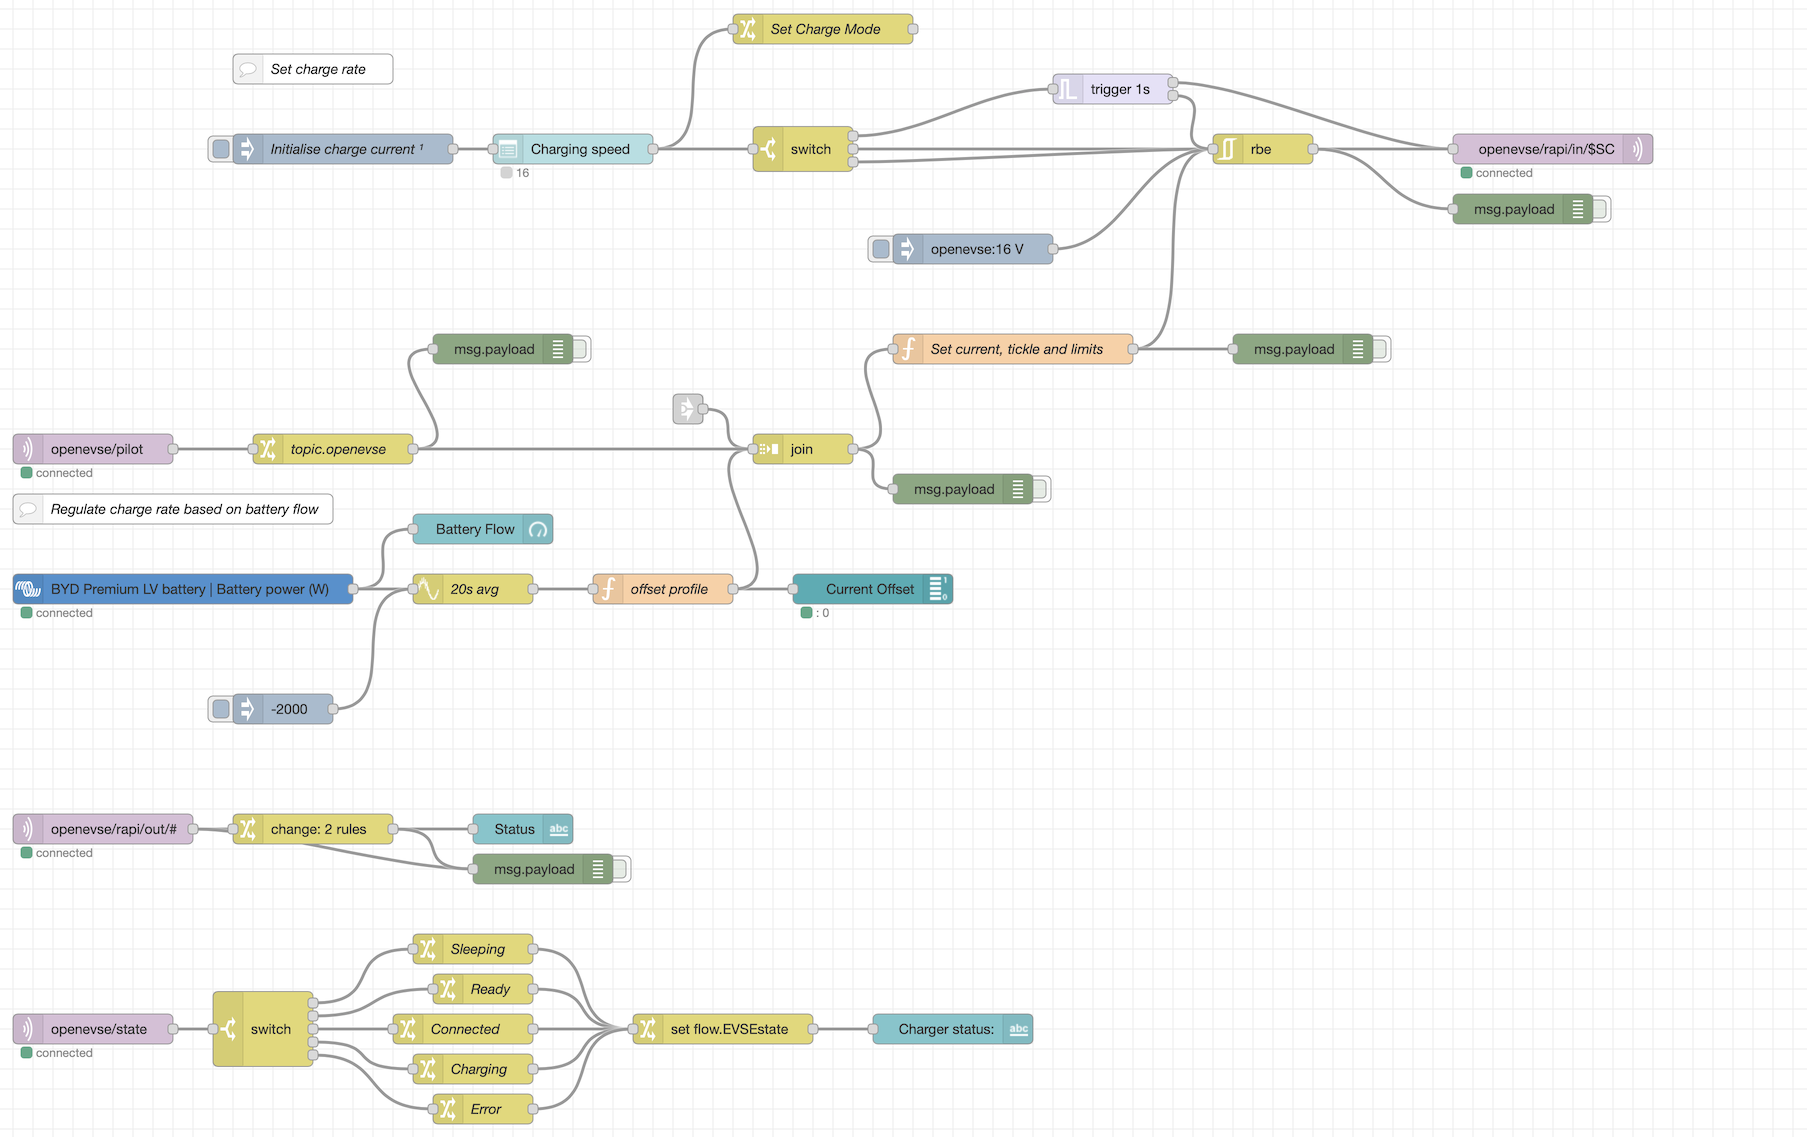 Set Charge Mode
Set charge rate
trigger 1s
Initialise charge current ¹
Charging speed
16
switch
rbe
openevse/rapi/in/$SC
connected
msg.payload
openevse:16 V
msg.payload
Set current, tickle and limits
msg.payload
openevse/pilot
connected
topic.openevse
join
msg.payload
Regulate charge rate based on battery flow
Battery Flow
BYD Premium LV battery | Battery power (W)
connected
20s avg
offset profile
Current Offset
1
0
: 0
-2000
openevse/rapi/out/#
connected
change: 2 rules
Status
abc
msg.payload
Sleeping
Ready
openevse/state
connected
switch
Connected
set flow.EVSEstate
Charger status:
abc
Charging
Error